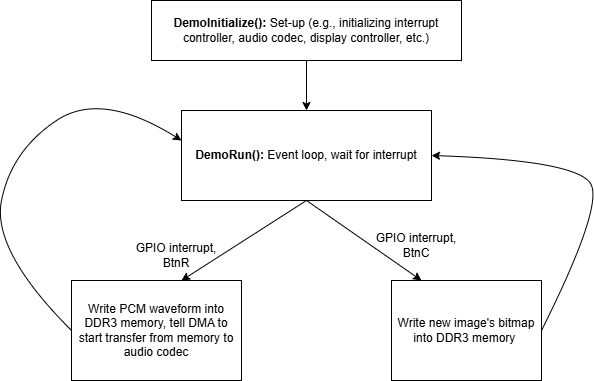 DemoInitialize(): Set-up (e.g., initializing interrupt
controller, audio codec, display controller, etc.)
DemoRun(): Event loop, wait for interrupt
GPIO interrupt,
BtnR
GPIO interrupt,
BtnC
Write PCM waveform into
DDR3 memory, tell DMA to
start transfer from memory to
audio codec
Write new image's bitmap
into DDR3 memory